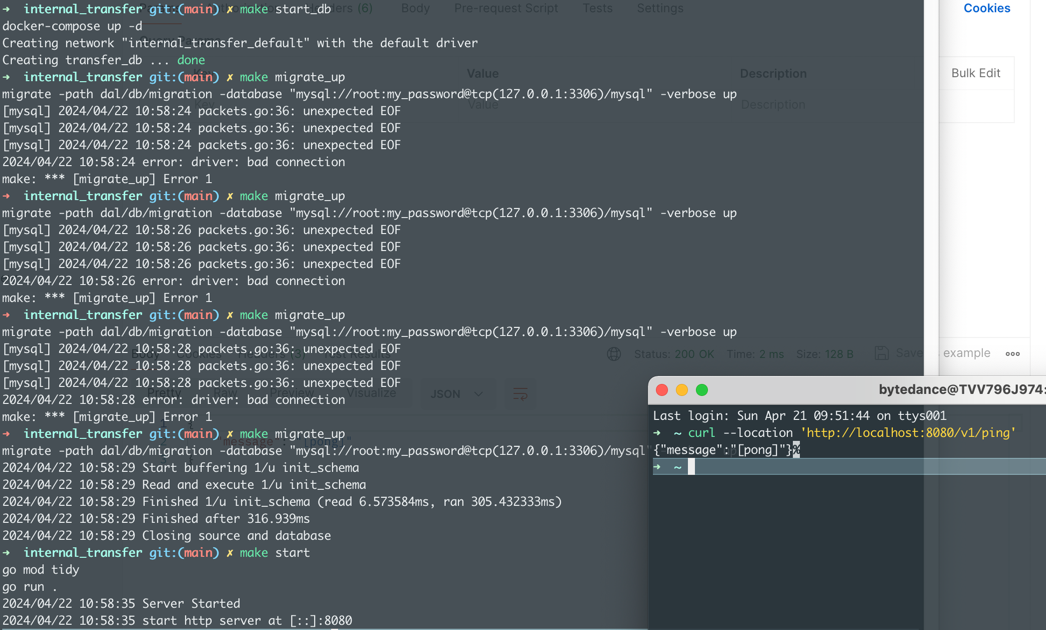 → internal_transfer git:(main) ✗ make start_db
docker-compose up -d
Creating network "internal_transfer_default" with the default driver
Creating transfer_db ... done
→ internal_transfer git:(main) ✗ make migrate_up
migrate -path dal/db/migration -database "mysql://root:my_password@tcp(127.0.0.1:3306)/mysql" -verbose up
[mysql] 2024/04/22 10:58:24 packets.go:36: unexpected EOF
[mysql] 2024/04/22 10:58:24 packets.go:36: unexpected EOF
[mysql] 2024/04/22 10:58:24 packets.go:36: unexpected EOF
2024/04/22 10:58:24 error: driver: bad connection
make: *** [migrate_up] Error 1
→ internal_transfer git:(main) ✗ make migrate_up
migrate -path dal/db/migration -database "mysql://root:my_password@tcp(127.0.0.1:3306)/mysql" -verbose up
[mysql] 2024/04/22 10:58:26 packets.go:36: unexpected EOF
[mysql] 2024/04/22 10:58:26 packets.go:36: unexpected EOF
[mysql] 2024/04/22 10:58:26 packets.go:36: unexpected EOF
2024/04/22 10:58:26 error: driver: bad connection
make: *** [migrate_up] Error 1
→ internal_transfer git:(main) ✗ make migrate_up
migrate -path dal/db/migration -database "mysql://root:my_password@tcp(127.0.0.1:3306)/mysql" -verbose up
[mysql] 2024/04/22 10:58:28 packets.go:36: unexpected EOF
[mysql] 2024/04/22 10:58:28 packets.go:36: unexpected EOF
[mysql] 2024/04/22 10:58:28 packets.go:36: unexpected EOF
2024/04/22 10:58:28 error: driver: bad connection
make: *** [migrate_up] Error 1
→ internal_transfer git:(main) ✗ make migrate_up
migrate -path dal/db/migration -database "mysql://root:my_password@tcp(127.0.0.1:3306)/mysql
2024/04/22 10:58:29 Start buffering 1/u init_schema
2024/04/22 10:58:29 Read and execute 1/u init_schema
2024/04/22 10:58:29 Finished 1/u init_schema (read 6.573584ms, ran 305.432333ms)
2024/04/22 10:58:29 Finished after 316.939ms
2024/04/22 10:58:29 Closing source and database
→ internal_transfer git:(main) ✗ make start
go mod tidy
go run .
2024/04/22 10:58:35 Server Started
2024/04/22 10:58:35 start http server at [::]:8080
(6) Body Pre-request Script Tests Settings
Cookies
Value Description
Bulk Edit
Value Description
Body
Status: 200 OK Time: 2 ms Size: 128 B Save
example
Pretty Preview Visualize JSON
bytedance@TVV796J974:
Last login: Sun Apr 21 09:51:44 on ttys001
→ ~ curl --location 'http://localhost:8080/v1/ping'
{"message":"[pong]"}%
→ ~